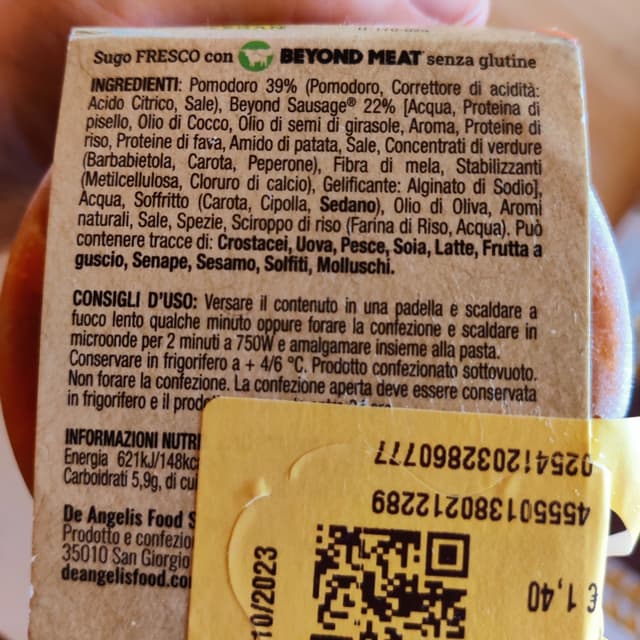 Sugo FRESCO con BEYOND MEAT senza glutine
INGREDIENTI: Pomodoro 39% (Pomodoro, Correttore di acidità:
Acido Citrico, Sale), Beyond Sausage® 22% [Acqua, Proteina di
pisello, Olio di Cocco, Olio di semi di girasole, Aroma, Proteine di
riso, Proteine di fava, Amido di patata, Sale, Concentrati di verdure
(Barbabietola, Carota, Peperone), Fibra di mela, Stabilizzanti
(Metilcellulosa, Cloruro di calcio), Gelificante: Alginato di Sodio],
Acqua, Soffritto (Carota, Cipolla, Sedano), Olio di Oliva, Aromi
naturali, Sale, Spezie, Sciroppo di riso (Farina di Riso, Acqua). Può
contenere tracce di: Crostacei, Uova, Pesce, Soia, Latte, Frutta a
guscio, Senape, Sesamo, Solfiti, Molluschi.
CONSIGLI D'USO: Versare il contenuto in una padella e scaldare a
fuoco lento qualche minuto oppure forare la confezione e scaldare in
microonde per 2 minuti a 750W e amalgamare insieme alla pasta.
Conservare in frigorifero a + 4/6 °C. Prodotto confezionato sottovuoto.
Non forare la confezione. La confezione aperta deve essere conservata
in frigorifero e il prod
INFORMAZIONI NUTRI
Energia 621kJ/148kc
Carboidrati 5,9g, di cui
De Angelis Food S
Prodotto e confezio
35010 San Giorgio
deangelisfood.co
02541203286077
455501380212289
10/2023
€ 1,40